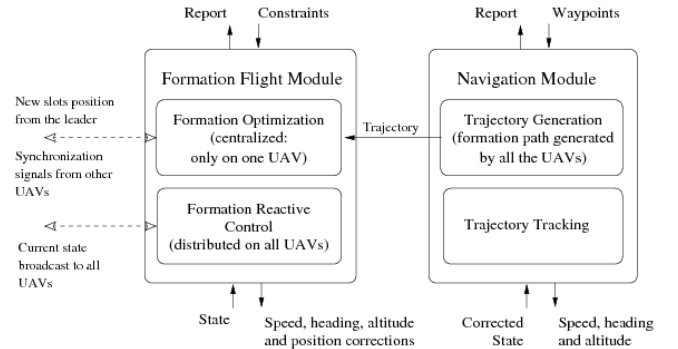 Report
Constraints
Report
Waypoints
Formation Flight Module
Navigation Module
New slots position
from the leader
Synchronization
signals from other
UAVs
Formation Optimization
(centralized:
only on one UAV)
Trajectory
Trajectory Generation
(formation path generated
by all the UAVs)
Formation Reactive
Control
(distributed on all UAVs)
Trajectory Tracking
Current state
broadcast to all
UAVs
State
Speed, heading, altitude
and position corrections
Corrected
State
Speed, heading
and altitude